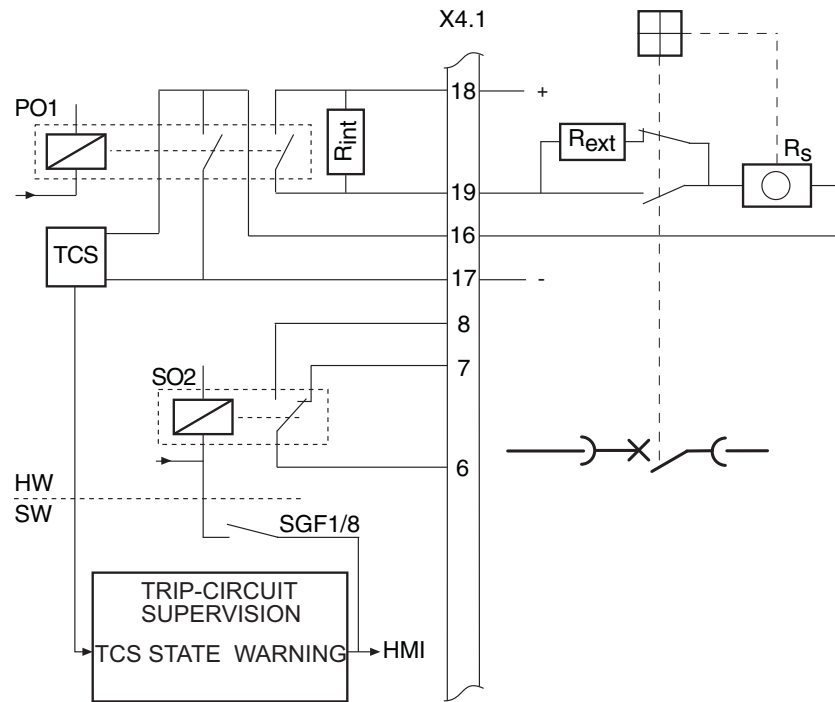 X4.1
18
+
PO1
Rint
Rext
Rs
19
16
TCS
17
-
8
7
SO2
6
HW
SW
SGF1/8
TRIP-CIRCUIT
SUPERVISION
TCS STATE WARNING
HMI